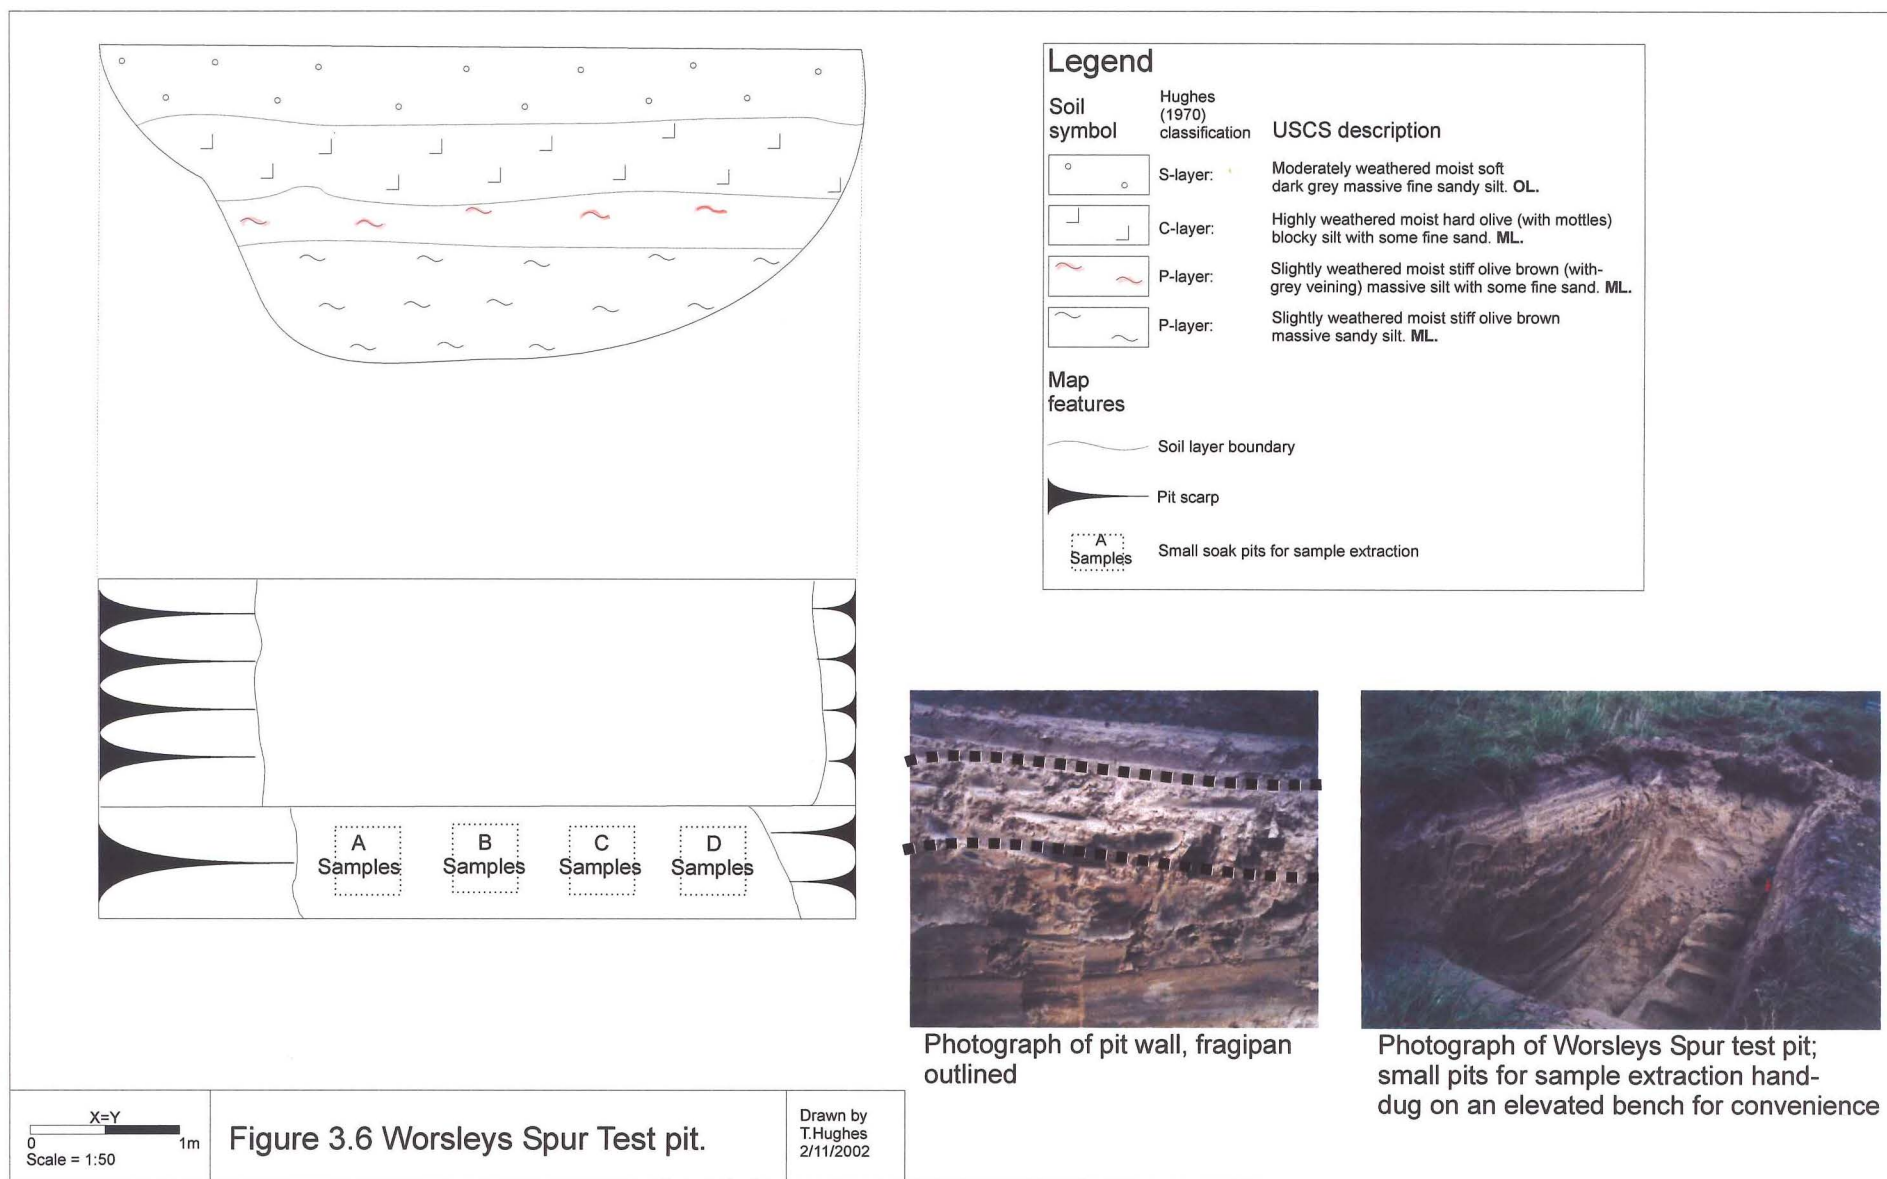 Legend
Soil
symbol
Hughes
(1970)
classification
USCS description
S-layer:
Moderately weathered moist soft
dark grey massive fine sandy silt. OL.
C-layer:
Highly weathered moist hard olive (with mottles)
blocky silt with some fine sand. ML.
P-layer:
Slightly weathered moist stiff olive brown (with-
grey veining) massive silt with some fine sand. ML.
P-layer:
Slightly weathered moist stiff olive brown
massive sandy silt. ML.
Map
features
Soil layer boundary
Pit scarp
A
Samples
Small soak pits for sample extraction
A
Samples
B
Samples
C
Samples
D
Samples
Photograph of pit wall, fragipan
outlined
Photograph of Worsleys Spur test pit;
small pits for sample extraction hand-
dug on an elevated bench for convenience
X=Y
0 1m
Scale = 1:50
Figure 3.6 Worsleys Spur Test pit.
Drawn by
T.Hughes
2/11/2002